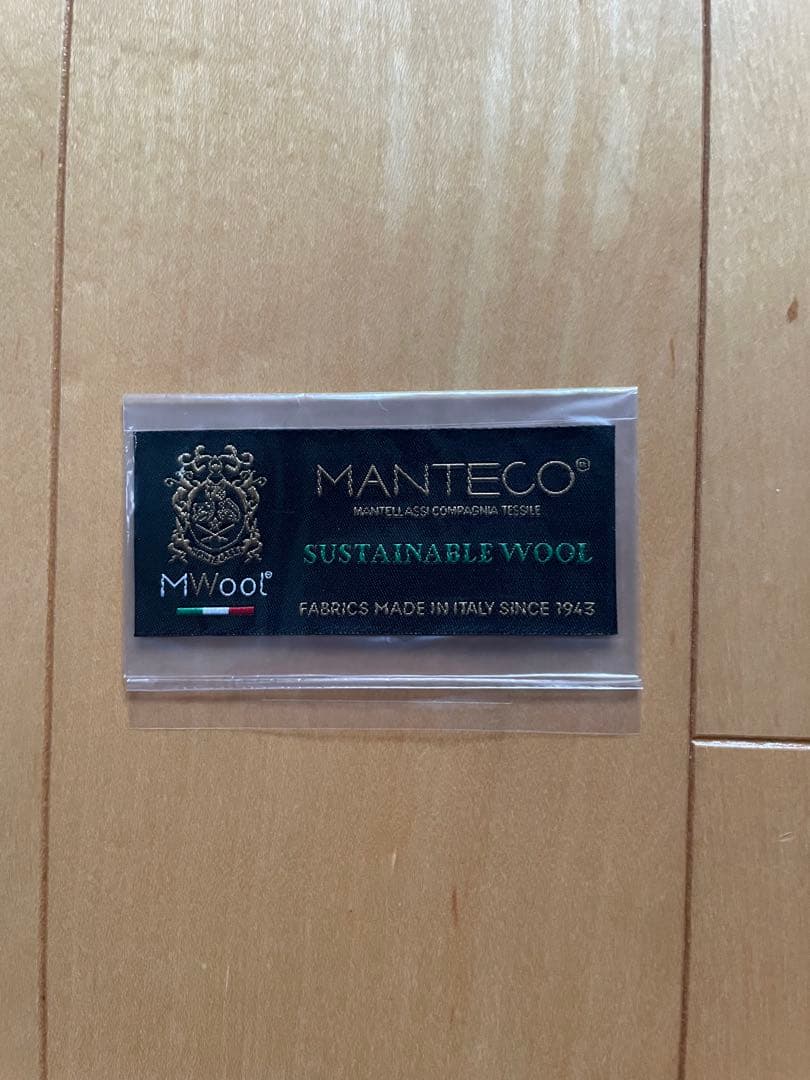 MANTECO®
MANTELLASSI COMPAGNIA TESSILE
SUSTAINABLE WOOL
FABRICS MADE IN ITALY SINCE 1943
MWool®